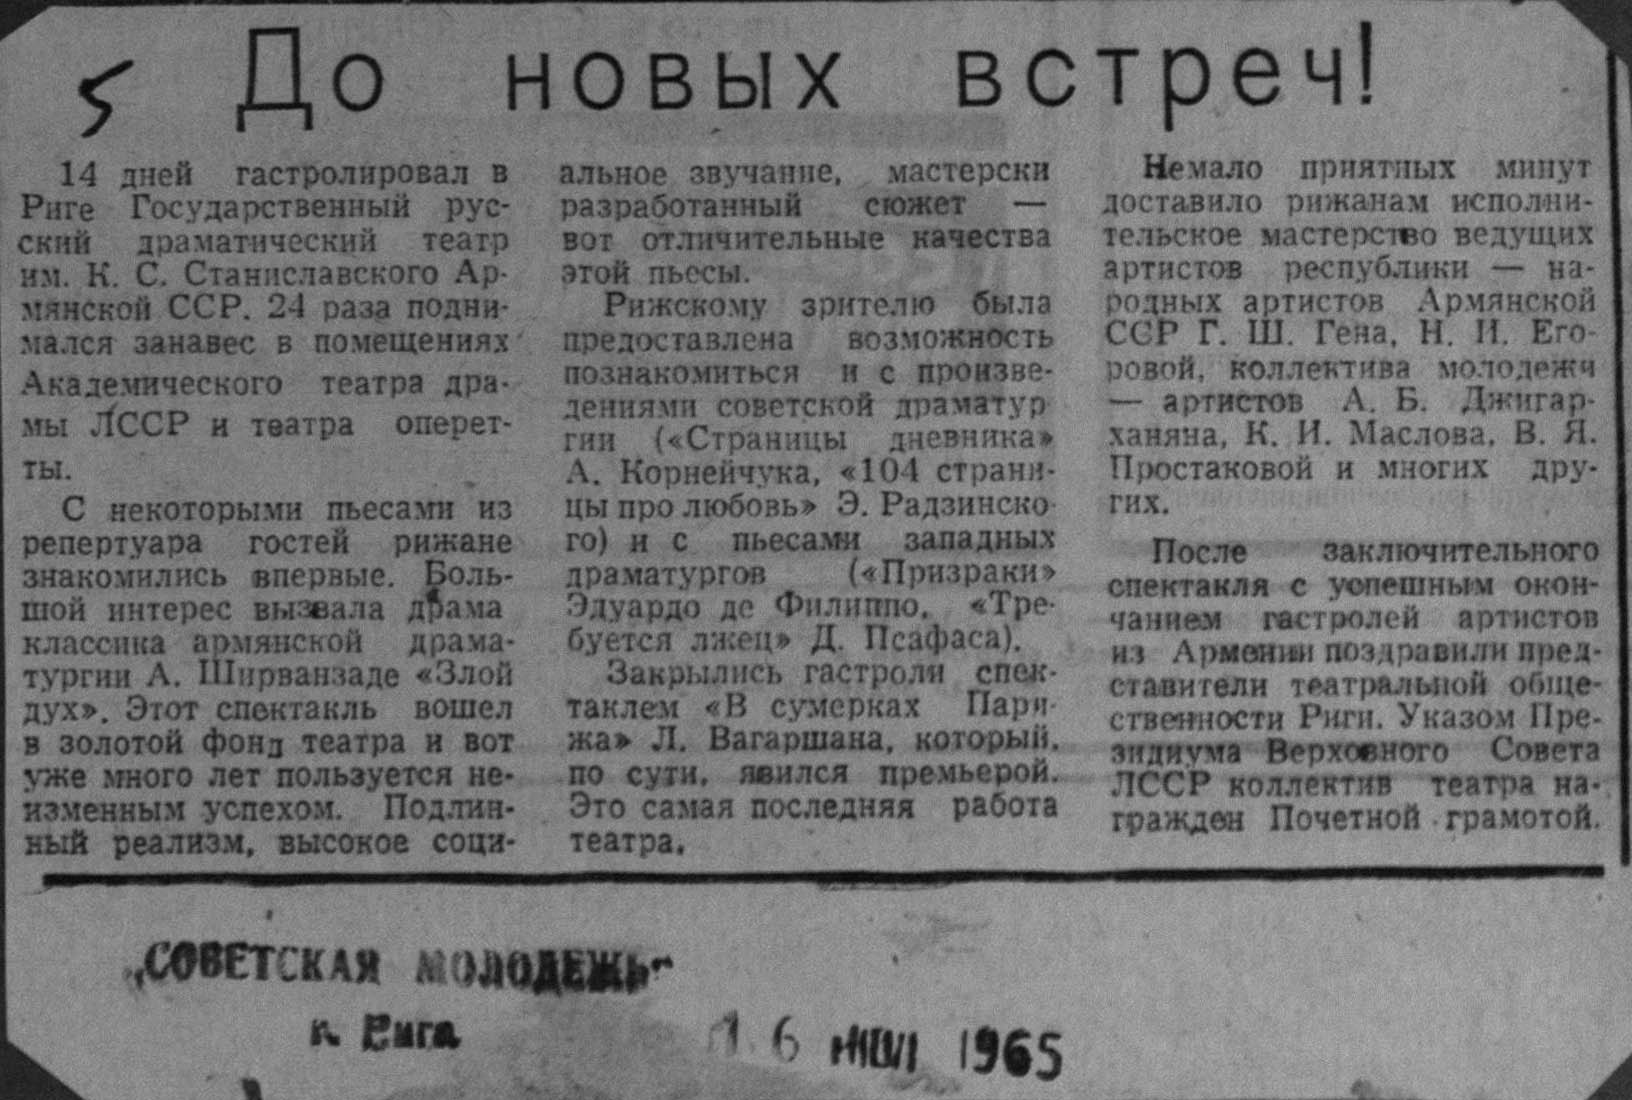 До новых встреч!
14 дней гастролировал в
Риге Государственный рус-
ский драматический театр
им. К. С. Станиславского Ар-
мянской ССР. 24 раза подни-
мался занавес в помещениях
Академического театра дра-
мы ЛССР и театра оперет-
ты.
С некоторыми пьесами из
репертуара гостей рижане
знакомились впервые. Боль-
шой интерес вызвала драма
классика армянской драма-
тургии А. Ширванзаде «Злой
дух». Этот спектакль вошел
в золотой фонд театра и вот
уже много лет пользуется не-
изменным успехом. Подлин-
ный реализм, высокое соци-
альное звучание, мастерски
разработанный сюжет —
вот отличительные качества
этой пьесы.
Рижскому зрителю была
предоставлена возможность
познакомиться и с произве-
дениями советской драматур
гии («Страницы дневника»
А. Корнейчука, «104 страни-
цы про любовь» Э. Радзинско-
го) и с пьесами западных
драматургов («Призраки»
Эдуардо де Филиппо, «Тре-
буется лжец» Д. Псафаса).
Закрылись гастроли спек-
таклем «В сумерках Пари-
жа» Л. Вагаршана, который,
по сути, явился премьерой.
Это самая последняя работа
театра.
Немало приятных минут
доставило рижанам исполни-
тельское мастерство ведущих
артистов республики — на-
родных артистов Армянской
ССР Г. Ш. Гена, Н. И. Его-
ровой, коллектива молодежи
— артистов А. Б. Джигар-
ханяна, К. И. Маслова, В. Я.
Простаковой и многих дру-
гих.
После заключительного
спектакля с успешным окон-
чанием гастролей артистов
из Армении поздравили пред-
ставители театральной обще-
ственности Риги. Указом Пре-
зидиума Верховного Совета
ЛССР коллектив театра на-
гражден Почетной грамотой.
„СОВЕТСКАЯ МОЛОДЕЖЬ"
г. Рига
16 1965